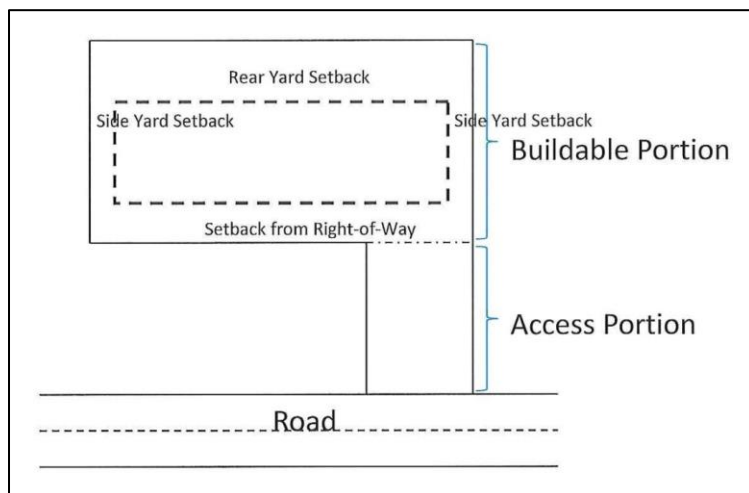 Rear Yard Setback
Side Yard Setback
Side Yard Setback
Buildable Portion
Setback from Right-of-Way
Access Portion
Road